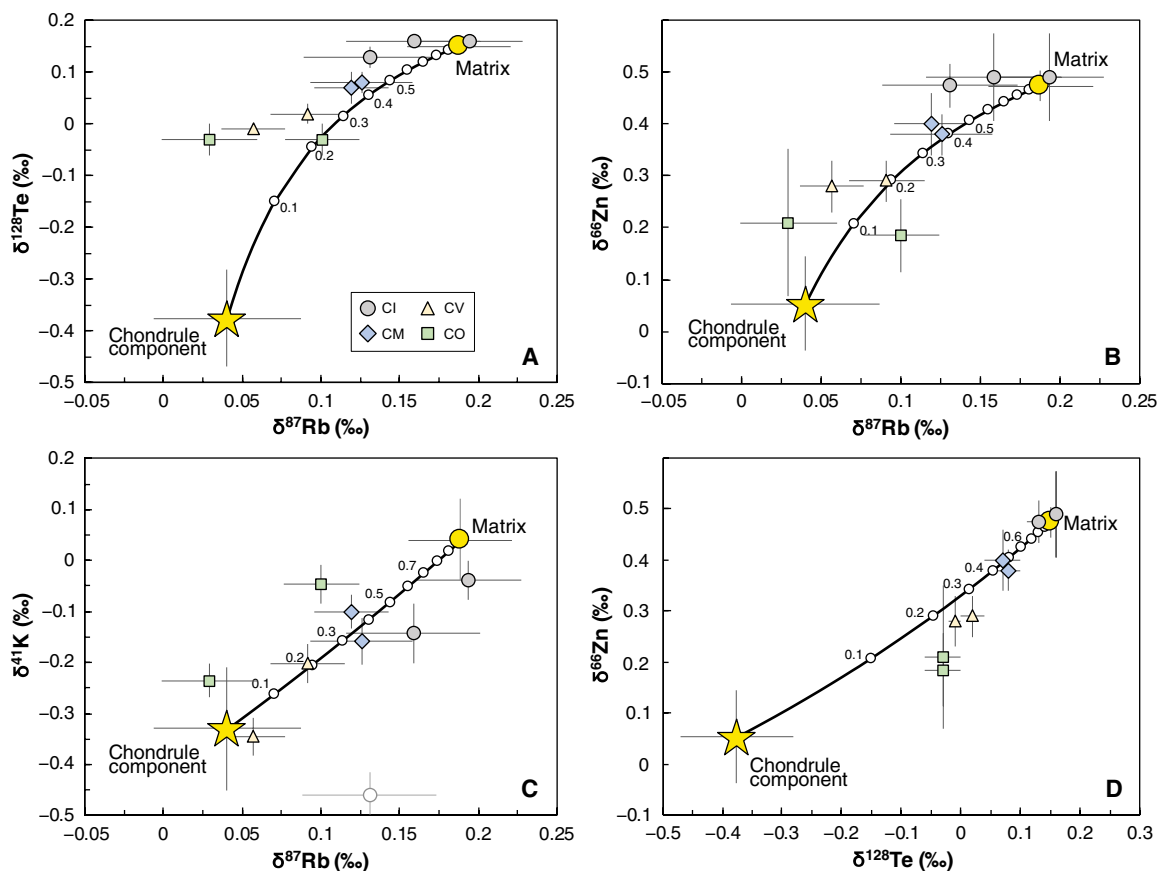 0.2
0.1
0
−0.1
−0.2
−0.3
−0.4
−0.5
δ¹²⁸Te (‰)
Matrix
0.5
0.4
0.3
0.2
0.1
Chondrule
component
CI
CV
CM
CO
A
−0.05
0
0.05
0.1
0.15
0.2
0.25
δ⁸⁷Rb (‰)
0.5
0.4
0.3
0.2
0.1
0
−0.1
δ⁶⁶Zn (‰)
Matrix
0.5
0.4
0.3
0.2
0.1
Chondrule
component
B
−0.05
0
0.05
0.1
0.15
0.2
0.25
δ⁸⁷Rb (‰)
0.2
0.1
0
−0.1
−0.2
−0.3
−0.4
−0.5
δ⁴¹K (‰)
Matrix
0.7
0.5
0.3
0.2
0.1
Chondrule
component
C
−0.05
0
0.05
0.1
0.15
0.2
0.25
δ⁸⁷Rb (‰)
0.5
0.4
0.3
0.2
0.1
0
−0.1
δ⁶⁶Zn (‰)
Matrix
0.6
0.4
0.3
0.2
0.1
Chondrule
component
D
−0.5
−0.4
−0.3
−0.2
−0.1
0
0.1
0.2
0.3
δ¹²⁸Te (‰)